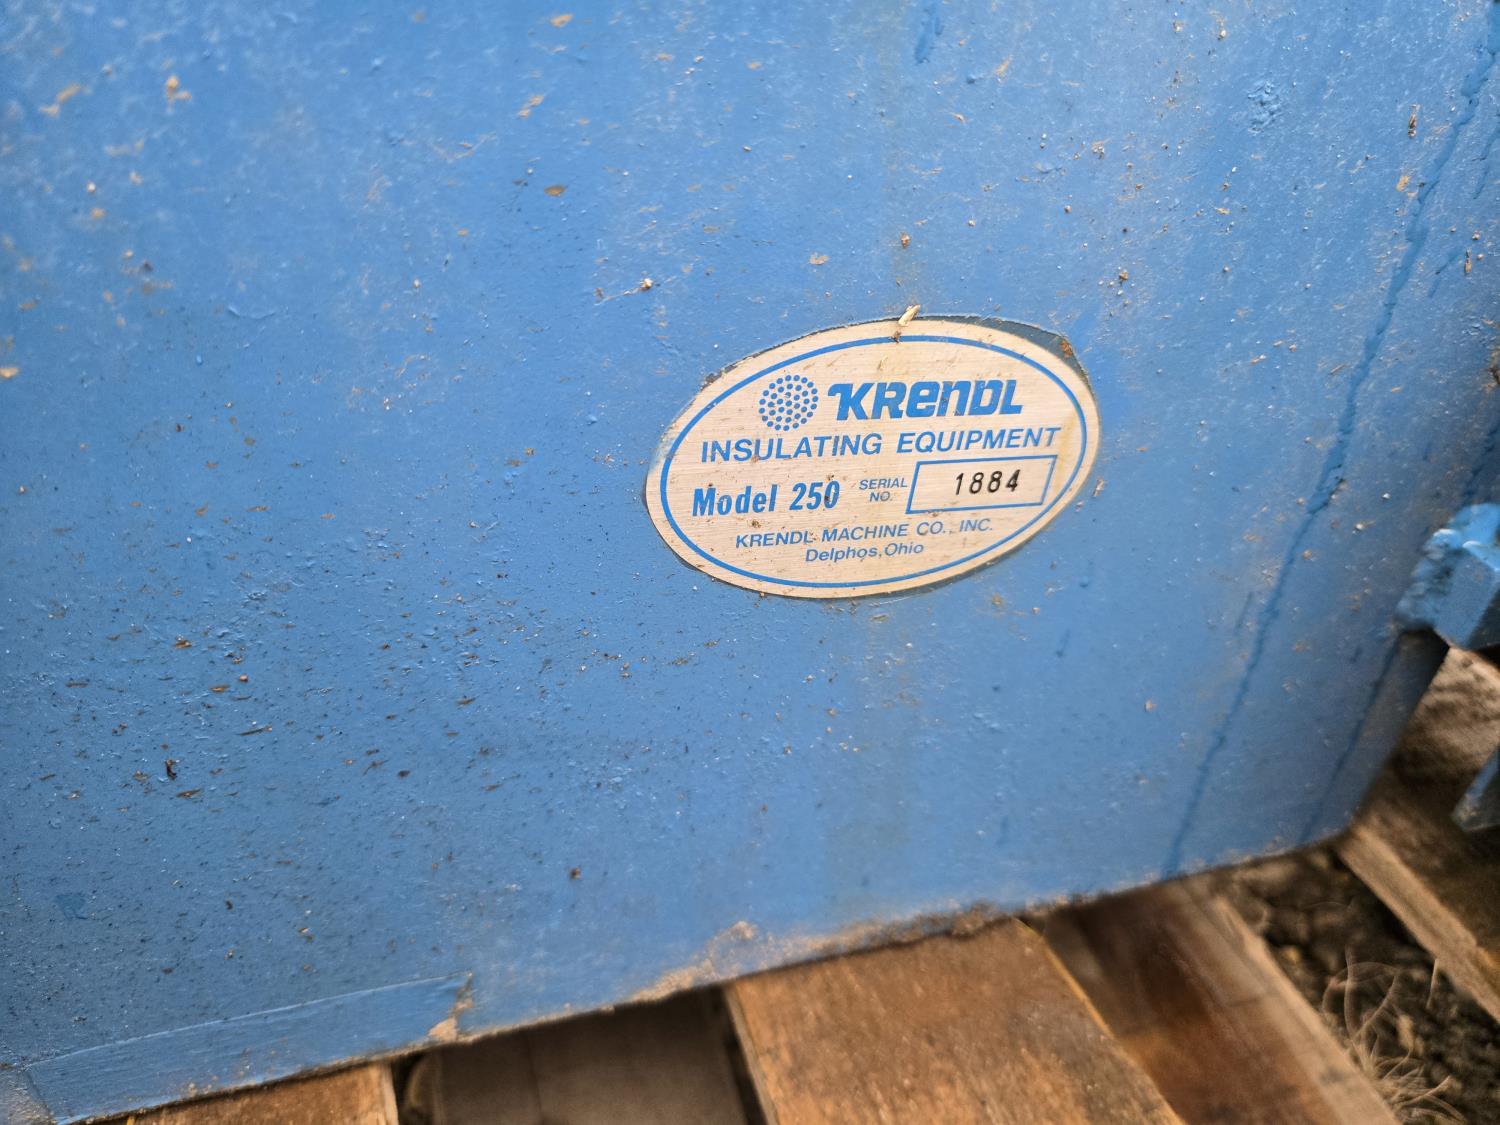 KRENDL
INSULATING EQUIPMENT
Model 250 SERIAL NO. 1884
KRENDL MACHINE CO., INC.
Delphos, Ohio